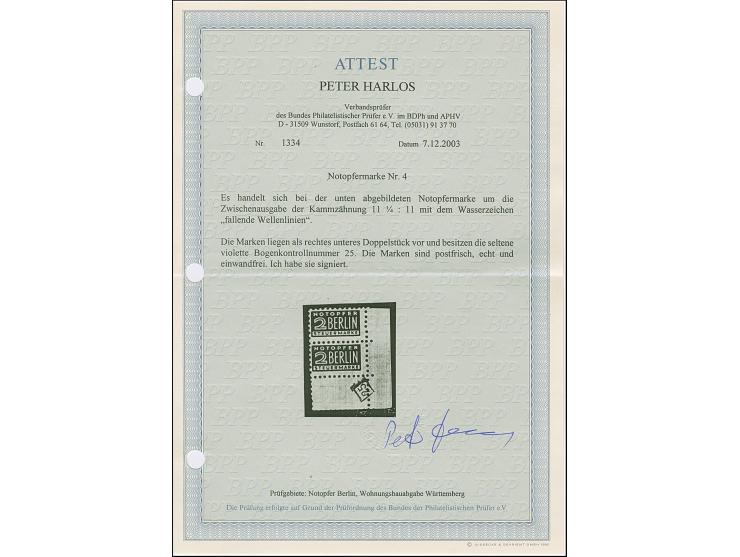 ATTEST
PETER HARLOS
Verbandsprüfer
des Bundes Philatelistischer Prüfer e.V. im BDPh und APHV
D - 31509 Wunstorf, Postfach 61 64, Tel. (05031) 91 37 70
Nr. 1334 Datum 7.12.2003
Notopfermarke Nr. 4
Es handelt sich bei der unten abgebildeten Notopfermarke um die
Zwischenausgabe der Kammzähnung 11 ¼ : 11 mit dem Wasserzeichen
„fallende Wellenlinien“.
Die Marken liegen als rechtes unteres Doppelstück vor und besitzen die seltene
violette Bogenkontrollnummer 25. Die Marken sind postfrisch, echt und
einwandfrei. Ich habe sie signiert.
NOTOPFER
2 BERLIN
STEUERMARKE
NOTOPFER
2 BERLIN
STEUERMARKE
25
Prüfgebiete: Notopfer Berlin, Wohnungsbauabgabe Württemberg
Die Prüfung erfolgte auf Grund der Prüfordnung des Bundes der Philatelistischen Prüfer e.V.